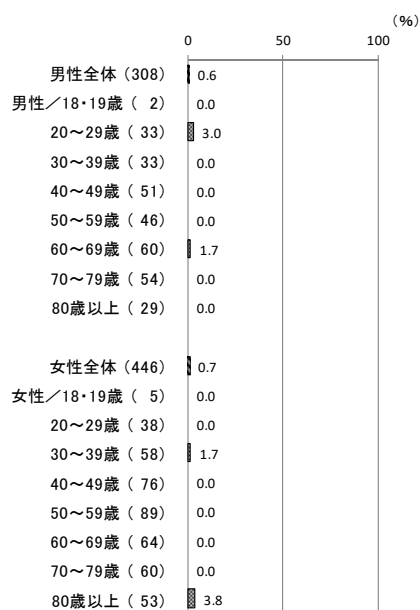 (%)
0 50 100
男性全体(308) 0.6
男性/18・19歳( 2) 0.0
20~29歳( 33) 3.0
30~39歳( 33) 0.0
40~49歳( 51) 0.0
50~59歳( 46) 0.0
60~69歳( 60) 1.7
70~79歳( 54) 0.0
80歳以上( 29) 0.0
女性全体(446) 0.7
女性/18・19歳( 5) 0.0
20~29歳( 38) 0.0
30~39歳( 58) 1.7
40~49歳( 76) 0.0
50~59歳( 89) 0.0
60~69歳( 64) 0.0
70~79歳( 60) 0.0
80歳以上( 53) 3.8